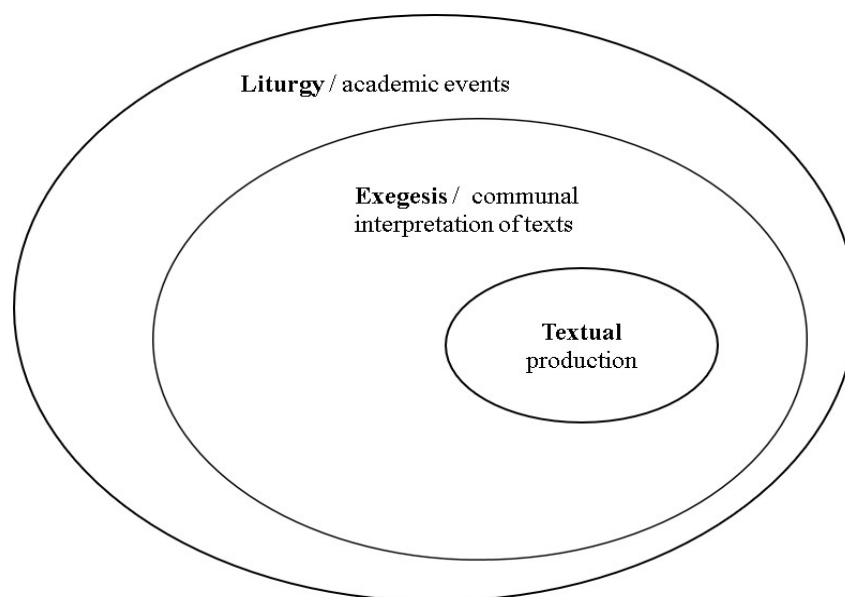 Liturgy / academic events
Exegesis / communal
interpretation of texts
Textual
production